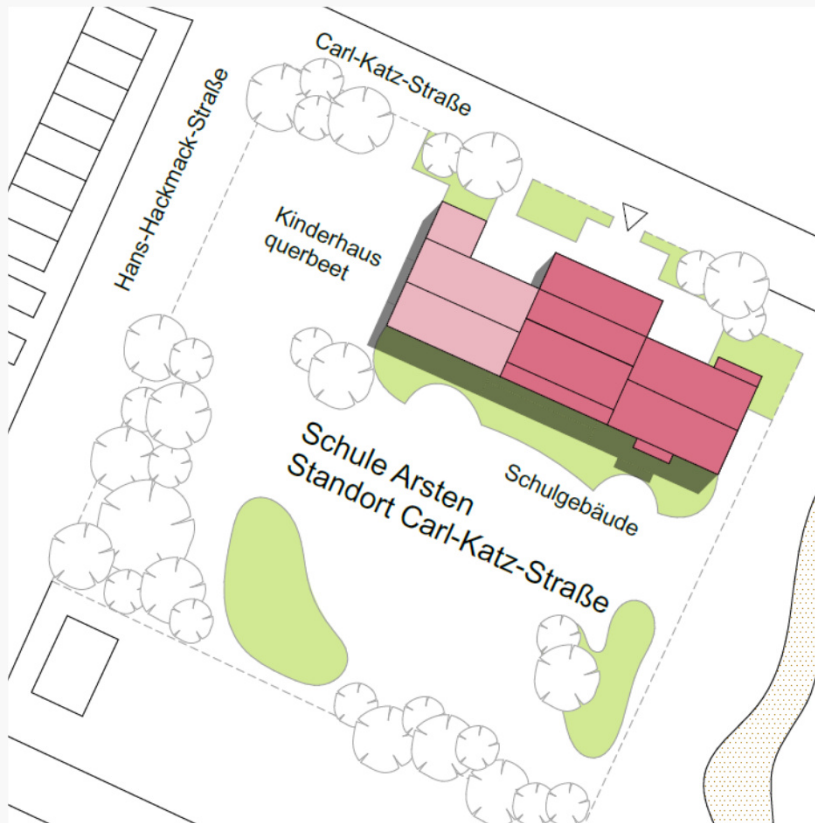 Carl-Katz-Straße
Hans-Hackmack-Straße
Kinderhaus
querbeet
Schule Arsten
Standort Carl-Katz-Straße
Schulgebäude